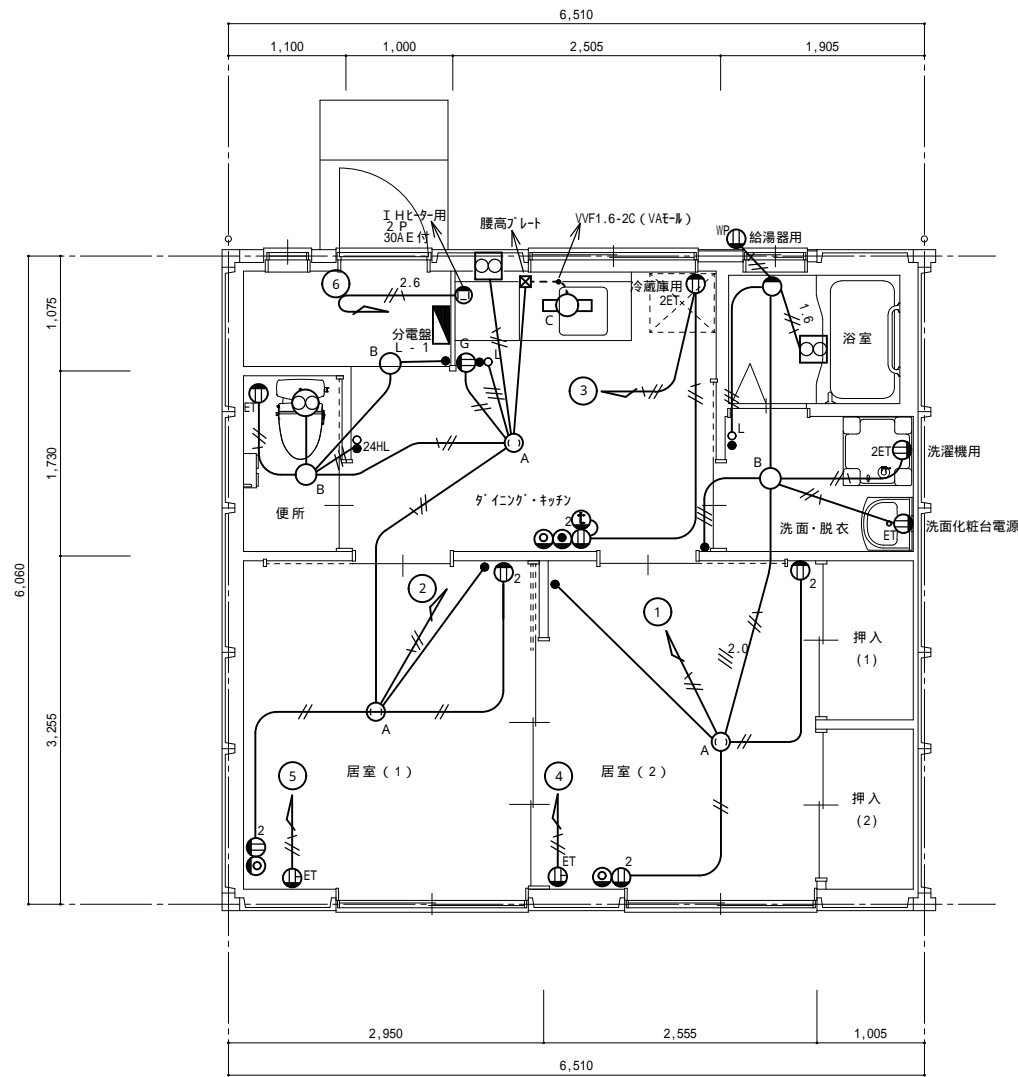 6,510
1,100
1,000
2,505
1,905
IHﾋｰﾀｰ用
2P
30AE付
腰高ﾌﾟﾚｰﾄ
VVF1.6-2C（VAﾓｰﾙ）
WP
給湯器用
6
2.6
冷蔵庫用
2ET
C
1.6
浴室
1,075
分電盤
L-1
B
G
L
3
ET
24HL
A
L
2ET
洗濯機用
1,730
B
B
便所
ﾀﾞｲﾆﾝｸﾞ･ｷｯﾁﾝ
2
t
洗面・脱衣
ET
洗面化粧台電源
6,060
2
2
1
2
2.0
押入
(1)
3,255
A
A
5
居室（1）
4
居室（2）
押入
(2)
2
ET
ET
2
2,950
2,555
1,005
6,510